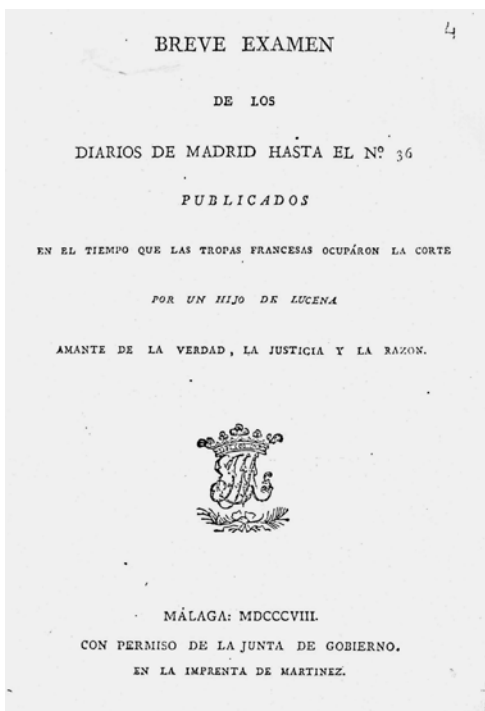 4
BREVE EXAMEN
DE LOS
DIARIOS DE MADRID HASTA EL Nº 36
PUBLICADOS
EN EL TIEMPO QUE LAS TROPAS FRANCESAS OCUPÁRON LA CORTE
POR UN HIJO DE LUCENA
AMANTE DE LA VERDAD, LA JUSTICIA Y LA RAZON.
MÁLAGA: MDCCCVIII.
CON PERMISO DE LA JUNTA DE GOBIERNO.
EN LA IMPRENTA DE MARTINEZ.